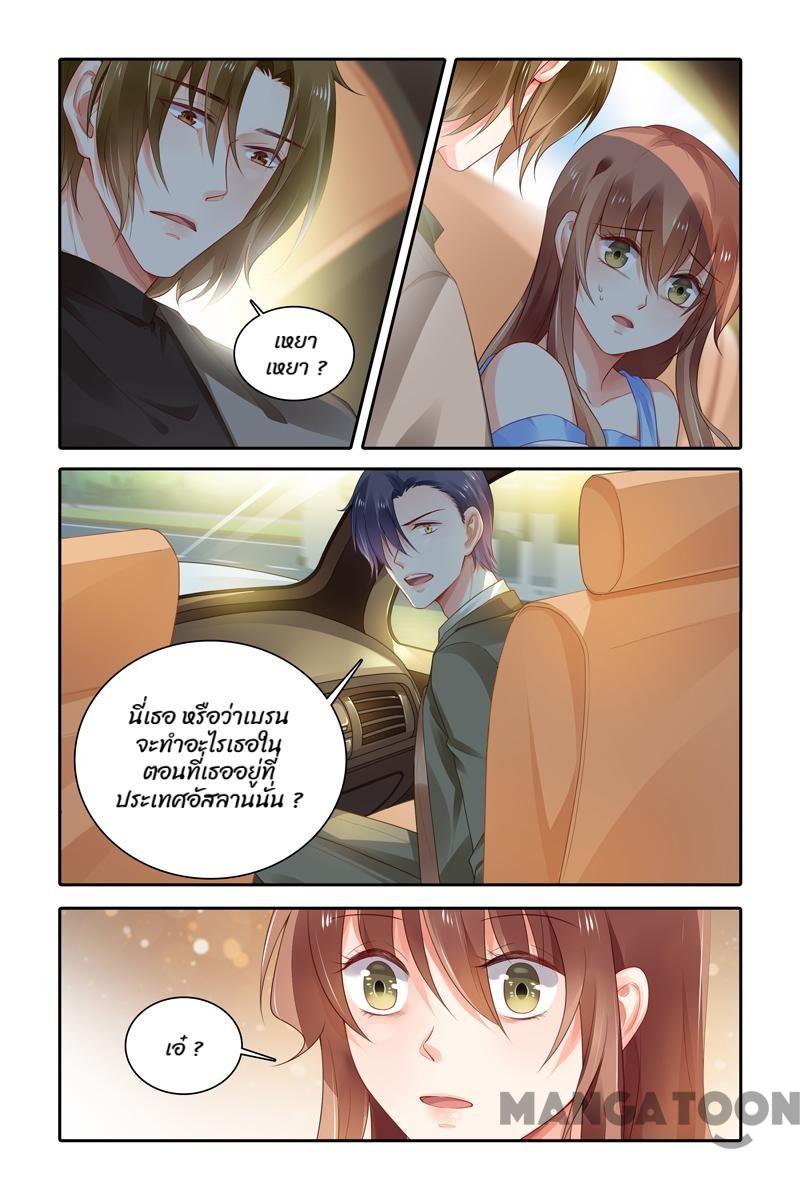 เหยา
เหยา ?
นี่เธอ หรือว่าเบรน
จะทำอะไรเธอใน
ตอนที่เธออยู่ที่
ประเทศอัสลานนั่น ?
เอ๋ ?
MANGATOON